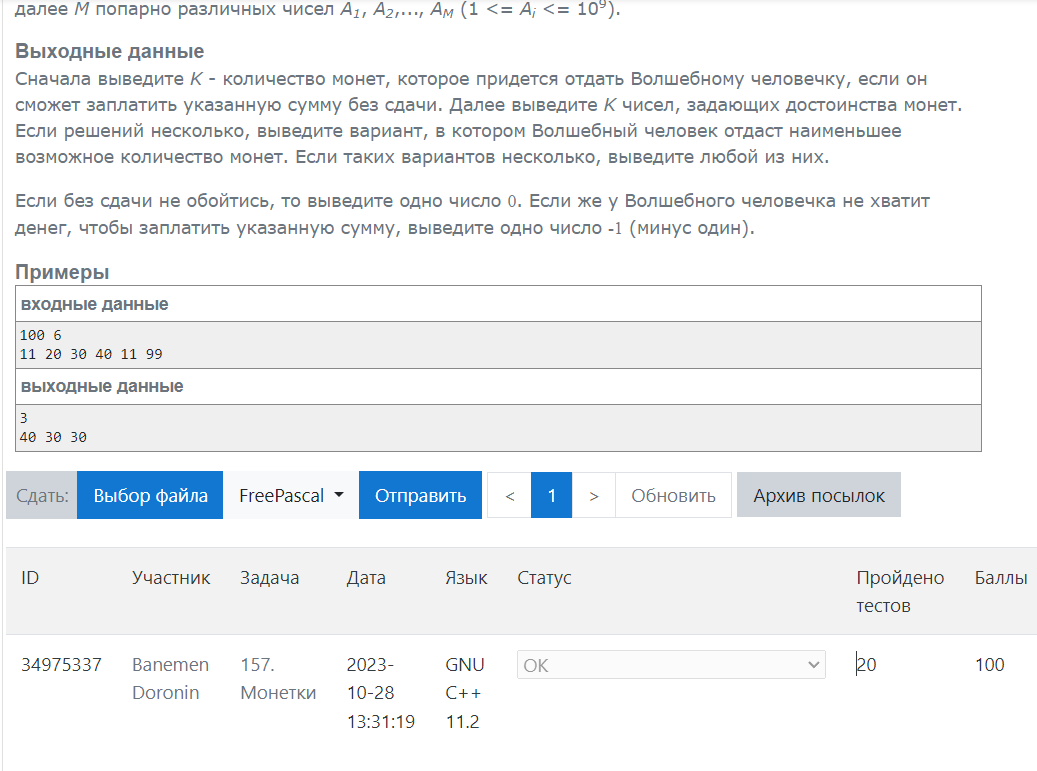 далее M попарно различных чисел A1, A2,..., AM (1 <= Ai <= 10⁹).
Выходные данные
Сначала выведите K - количество монет, которое придется отдать Волшебному человечку, если он
сможет заплатить указанную сумму без сдачи. Далее выведите K чисел, задающих достоинства монет.
Если решений несколько, выведите вариант, в котором Волшебный человек отдаст наименьшее
возможное количество монет. Если таких вариантов несколько, выведите любой из них.
Если без сдачи не обойтись, то выведите одно число 0. Если же у Волшебного человечка не хватит
денег, чтобы заплатить указанную сумму, выведите одно число -1 (минус один).
Примеры
входные данные
100 6
11 20 30 40 11 99
выходные данные
3
40 30 30
Сдать: Выбор файла FreePascal Отправить < 1 > Обновить Архив посылок
ID Участник Задача Дата Язык Статус Пройдено Баллы
тестов
34975337 Banemen 157. 2023- GNU OK 20 100
Doronin Монетки 10-28 C++
13:31:19 11.2